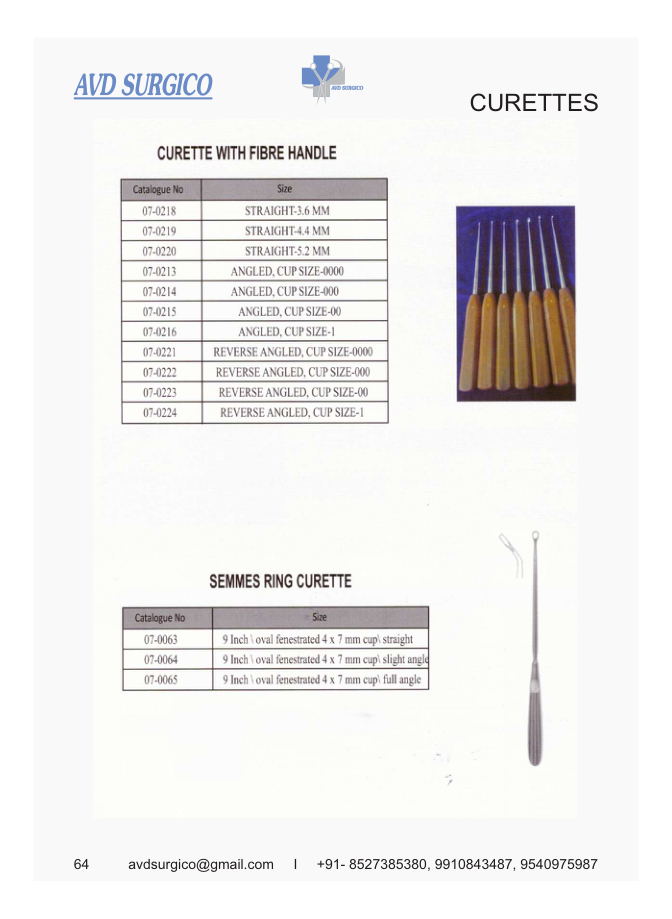 AVD SURGICO
AVD SURGICO
CURETTES
CURETTE WITH FIBRE HANDLE
Catalogue No Size
07-0218 STRAIGHT-3.6 MM
07-0219 STRAIGHT-4.4 MM
07-0220 STRAIGHT-5.2 MM
07-0213 ANGLED, CUP SIZE-0000
07-0214 ANGLED, CUP SIZE-000
07-0215 ANGLED, CUP SIZE-00
07-0216 ANGLED, CUP SIZE-1
07-0221 REVERSE ANGLED, CUP SIZE-0000
07-0222 REVERSE ANGLED, CUP SIZE-000
07-0223 REVERSE ANGLED, CUP SIZE-00
07-0224 REVERSE ANGLED, CUP SIZE-1
SEMMES RING CURETTE
Catalogue No Size
07-0063 9 Inch \ oval fenestrated 4 x 7 mm cup\ straight
07-0064 9 Inch \ oval fenestrated 4 x 7 mm cup\ slight angle
07-0065 9 Inch \ oval fenestrated 4 x 7 mm cup\ full angle
64 avdsurgico@gmail.com I +91- 8527385380, 9910843487, 9540975987